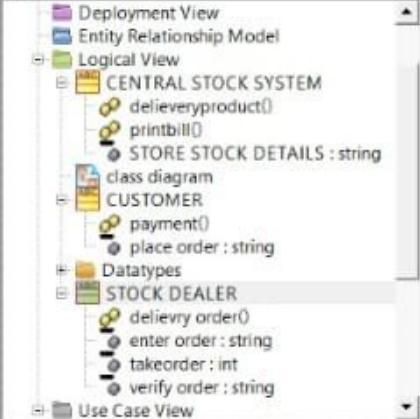 Deployment View
Entity Relationship Model
Logical View
CENTRAL STOCK SYSTEM
delieveryproduct()
printbill()
STORE STOCK DETAILS : string
class diagram
CUSTOMER
payment()
place order : string
Datatypes
STOCK DEALER
delievry order()
enter order : string
takeorder : int
verify order : string
Use Case View